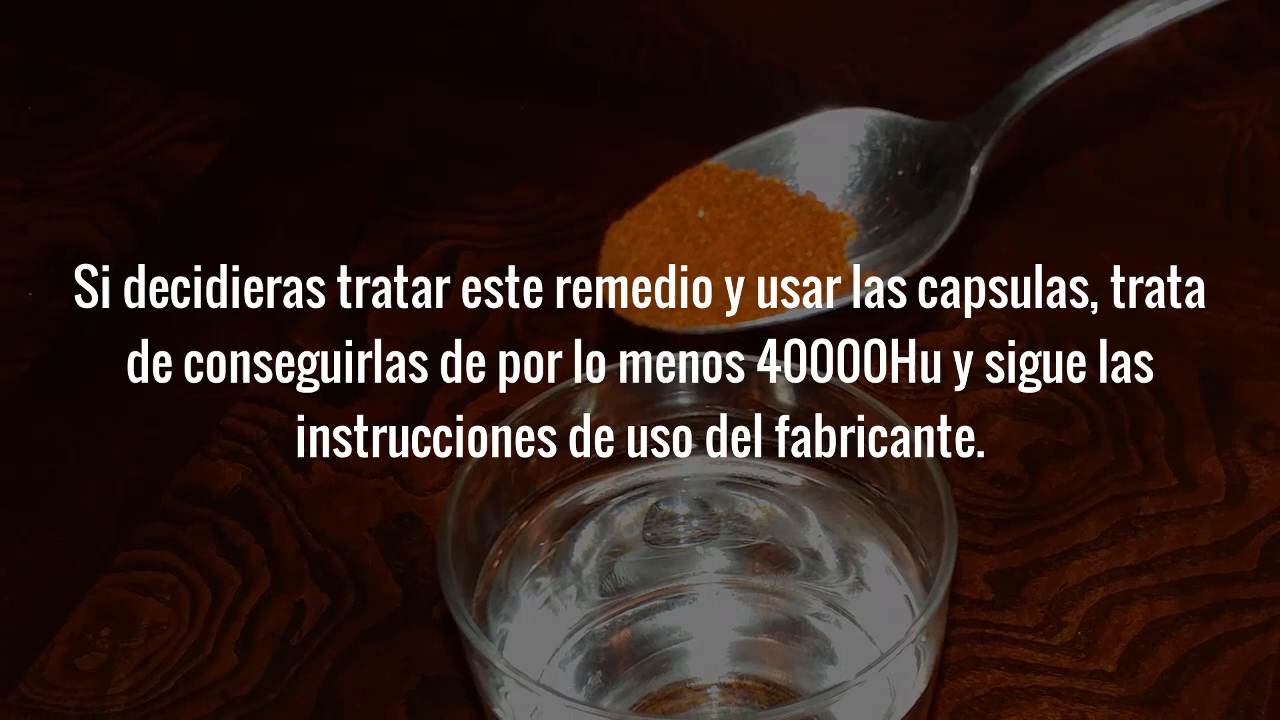 Si decidieras tratar este remedio y usar las capsulas, trata
de conseguirlas de por lo menos 40000Hu y sigue las
instrucciones de uso del fabricante.